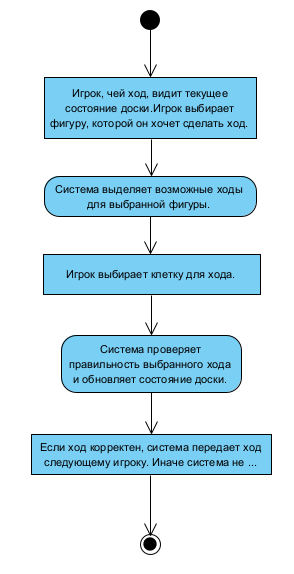 Игрок, чей ход, видит текущее
состояние доски.Игрок выбирает
фигуру, которой он хочет сделать ход.
Система выделяет возможные ходы
для выбранной фигуры.
Игрок выбирает клетку для хода.
Система проверяет
правильность выбранного хода
и обновляет состояние доски.
Если ход корректен, система передает ход
следующему игроку. Иначе система не ...